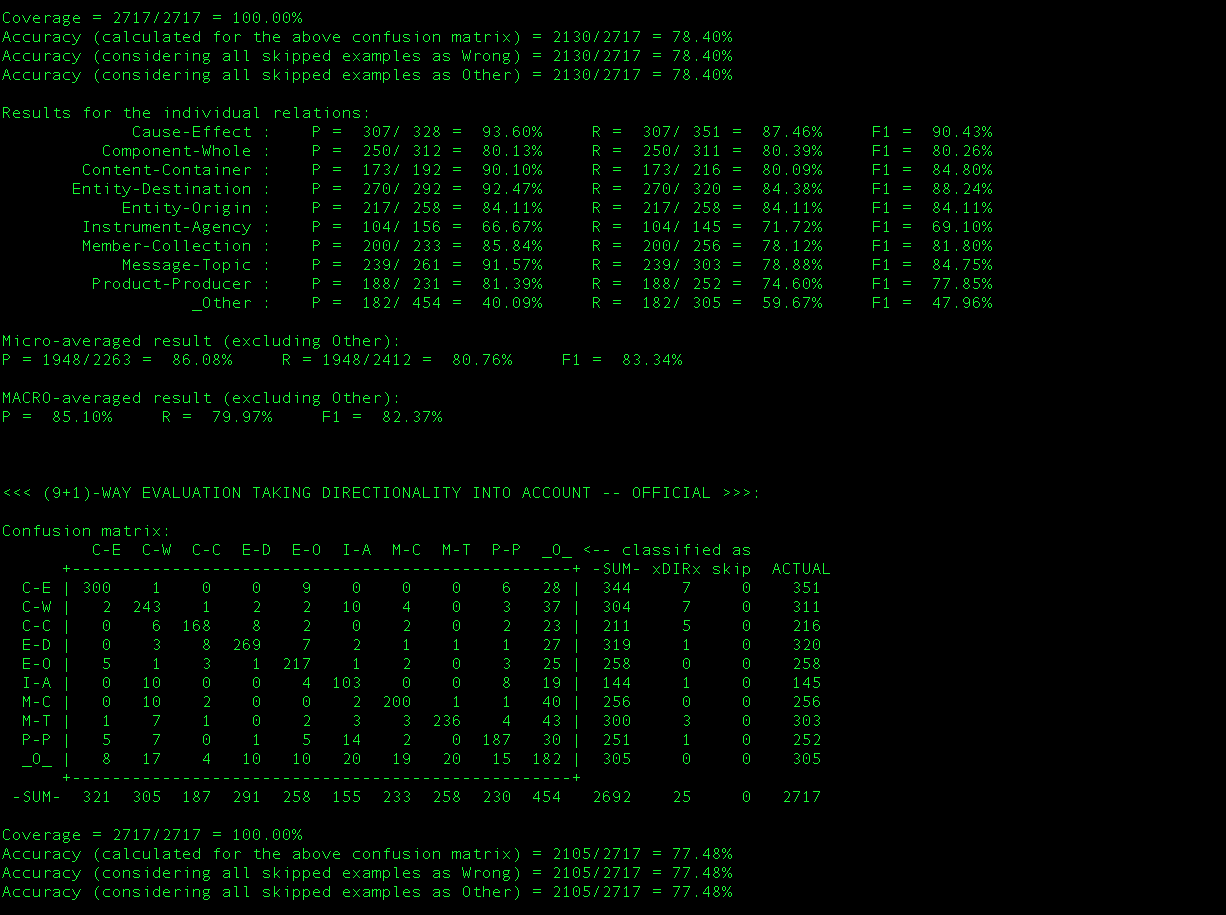 Coverage = 2717/2717 = 100.00%
Accuracy (calculated for the above confusion matrix) = 2130/2717 = 78.40%
Accuracy (considering all skipped examples as Wrong) = 2130/2717 = 78.40%
Accuracy (considering all skipped examples as Other) = 2130/2717 = 78.40%
Results for the individual relations:
Cause-Effect : P = 307/ 328 = 93.60% R = 307/ 351 = 87.46% F1 = 90.43%
Component-Whole : P = 250/ 312 = 80.13% R = 250/ 311 = 80.39% F1 = 80.26%
Content-Container : P = 173/ 192 = 90.10% R = 173/ 216 = 80.09% F1 = 84.80%
Entity-Destination : P = 270/ 292 = 92.47% R = 270/ 320 = 84.38% F1 = 88.24%
Entity-Origin : P = 217/ 258 = 84.11% R = 217/ 258 = 84.11% F1 = 84.11%
Instrument-Agency : P = 104/ 156 = 66.67% R = 104/ 145 = 71.72% F1 = 69.10%
Member-Collection : P = 200/ 233 = 85.84% R = 200/ 256 = 78.12% F1 = 81.80%
Message-Topic : P = 239/ 261 = 91.57% R = 239/ 303 = 78.88% F1 = 84.75%
Product-Producer : P = 188/ 231 = 81.39% R = 188/ 252 = 74.60% F1 = 77.85%
_Other : P = 182/ 454 = 40.09% R = 182/ 305 = 59.67% F1 = 47.96%
Micro-averaged result (excluding Other):
P = 1948/2263 = 86.08% R = 1948/2412 = 80.76% F1 = 83.34%
MACRO-averaged result (excluding Other):
P = 85.10% R = 79.97% F1 = 82.37%
<<< (9+1)-WAY EVALUATION TAKING DIRECTIONALITY INTO ACCOUNT -- OFFICIAL >>>:
Confusion matrix:
C-E C-W C-C E-D E-O I-A M-C M-T P-P _O_ <-- classified as
+--------------------------------------------------+ -SUM- xDIRx skip ACTUAL
C-E | 300 1 0 0 9 0 0 0 6 28 | 344 7 0 351
C-W | 2 243 1 2 2 10 4 0 3 37 | 304 7 0 311
C-C | 0 6 168 8 2 0 2 0 2 23 | 211 5 0 216
E-D | 0 3 8 269 7 2 1 1 1 27 | 319 1 0 320
E-O | 5 1 3 1 217 1 2 0 3 25 | 258 0 0 258
I-A | 0 10 0 0 4 103 0 0 8 19 | 144 1 0 145
M-C | 0 10 2 0 0 2 200 1 1 40 | 256 0 0 256
M-T | 1 7 1 0 2 3 3 236 4 43 | 300 3 0 303
P-P | 5 7 0 1 5 14 2 0 187 30 | 251 1 0 252
_O_ | 8 17 4 10 10 20 19 20 15 182 | 305 0 0 305
+--------------------------------------------------+
-SUM- 321 305 187 291 258 155 233 258 230 454 2692 25 0 2717
Coverage = 2717/2717 = 100.00%
Accuracy (calculated for the above confusion matrix) = 2105/2717 = 77.48%
Accuracy (considering all skipped examples as Wrong) = 2105/2717 = 77.48%
Accuracy (considering all skipped examples as Other) = 2105/2717 = 77.48%